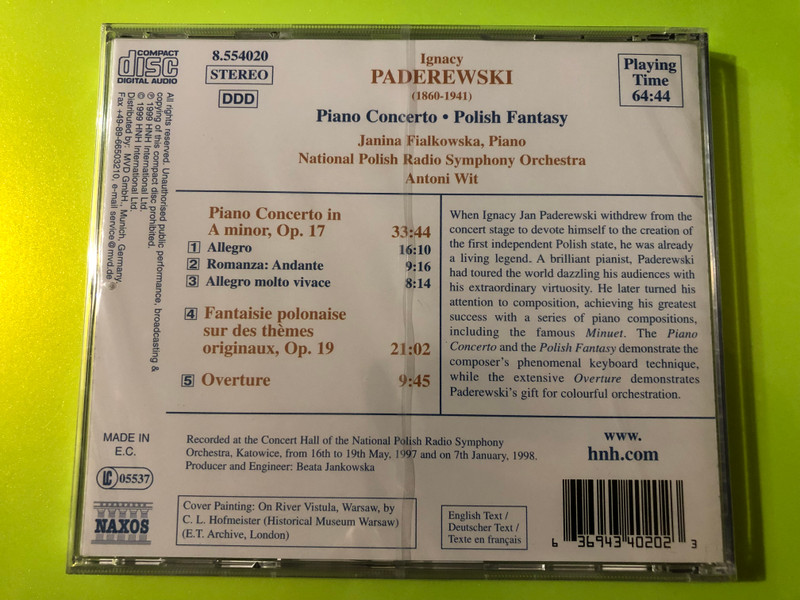 COMPACT
disc
DIGITAL AUDIO
8.554020
STEREO
DDD
Ignacy
PADEREWSKI
(1860-1941)
Piano Concerto • Polish Fantasy
Janina Fialkowska, Piano
National Polish Radio Symphony Orchestra
Antoni Wit
Playing
Time
64:44
All rights reserved. Unauthorised public performance, broadcasting &
copying of this compact disc prohibited.
℗ 1999 HNH International Ltd.
© 1999 HNH International Ltd.
Distributed by: MVD GmbH., Munich, Germany.
Fax +49-89-66503210, e-mail service@mvd.de
Piano Concerto in
A minor, Op. 17 33:44
1 Allegro 16:10
2 Romanza: Andante 9:16
3 Allegro molto vivace 8:14
4 Fantaisie polonaise
sur des thèmes
originaux, Op. 19 21:02
5 Overture 9:45
When Ignacy Jan Paderewski withdrew from the
concert stage to devote himself to the creation of
the first independent Polish state, he was already
a living legend. A brilliant pianist, Paderewski
had toured the world dazzling his audiences with
his extraordinary virtuosity. He later turned his
attention to composition, achieving his greatest
success with a series of piano compositions,
including the famous Minuet. The Piano
Concerto and the Polish Fantasy demonstrate the
composer's phenomenal keyboard technique,
while the extensive Overture demonstrates
Paderewski's gift for colourful orchestration.
MADE IN
E.C.
LC 05537
NAXOS
Recorded at the Concert Hall of the National Polish Radio Symphony
Orchestra, Katowice, from 16th to 19th May, 1997 and on 7th January, 1998.
Producer and Engineer: Beata Jankowska
www.
hnh.com
Cover Painting: On River Vistula, Warsaw, by
C. L. Hofmeister (Historical Museum Warsaw)
(E.T. Archive, London)
English Text /
Deutscher Text /
Texte en français
6 36943 40202 3